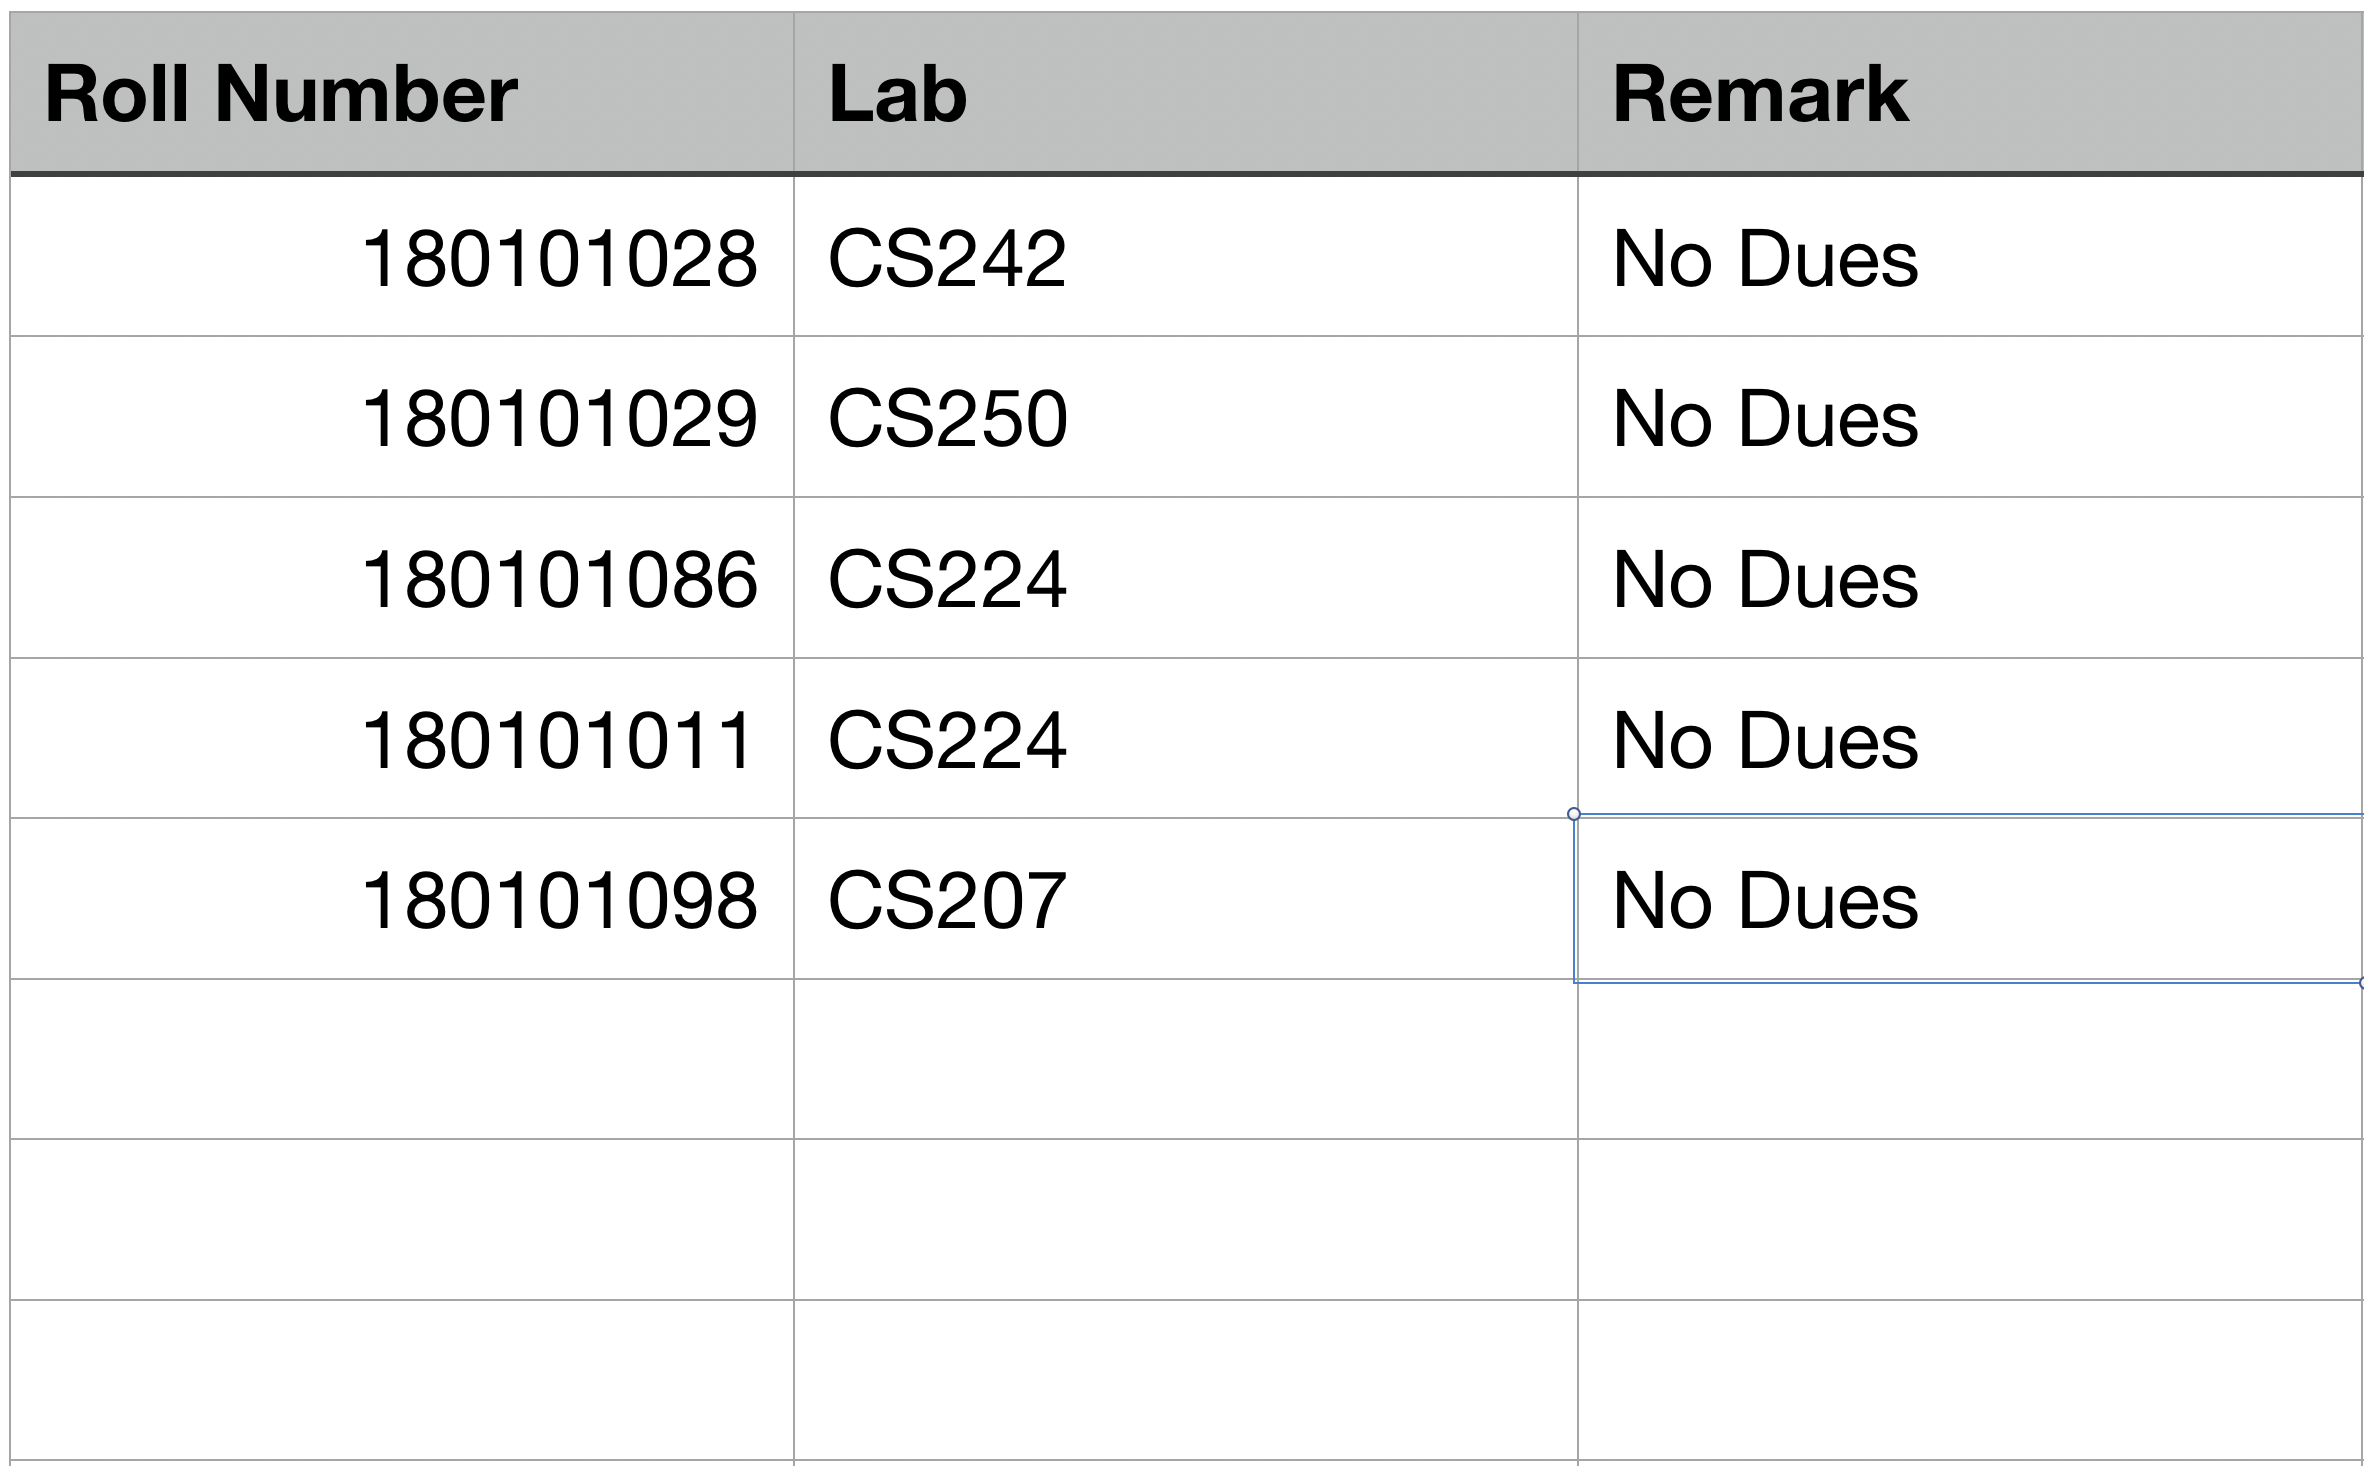 Roll Number Lab Remark
180101028 CS242 No Dues
180101029 CS250 No Dues
180101086 CS224 No Dues
180101011 CS224 No Dues
180101098 CS207 No Dues